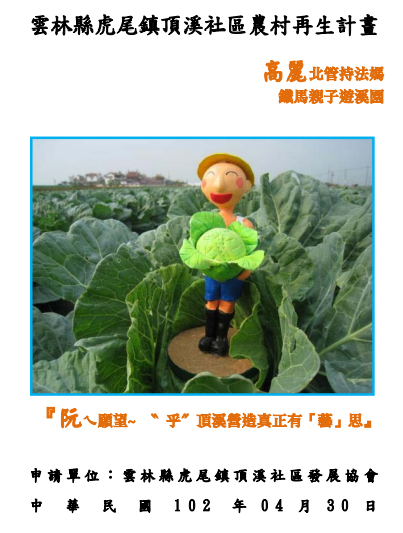 雲林縣虎尾鎮頂溪社區農村再生計畫
高麗北管持法媽
鐵馬親子遊溪園
『阮ㄟ願望~〝乎〞頂溪營造真正有「藝」思』
申請單位：雲林縣虎尾鎮頂溪社區發展協會
中華民國102年04月30日